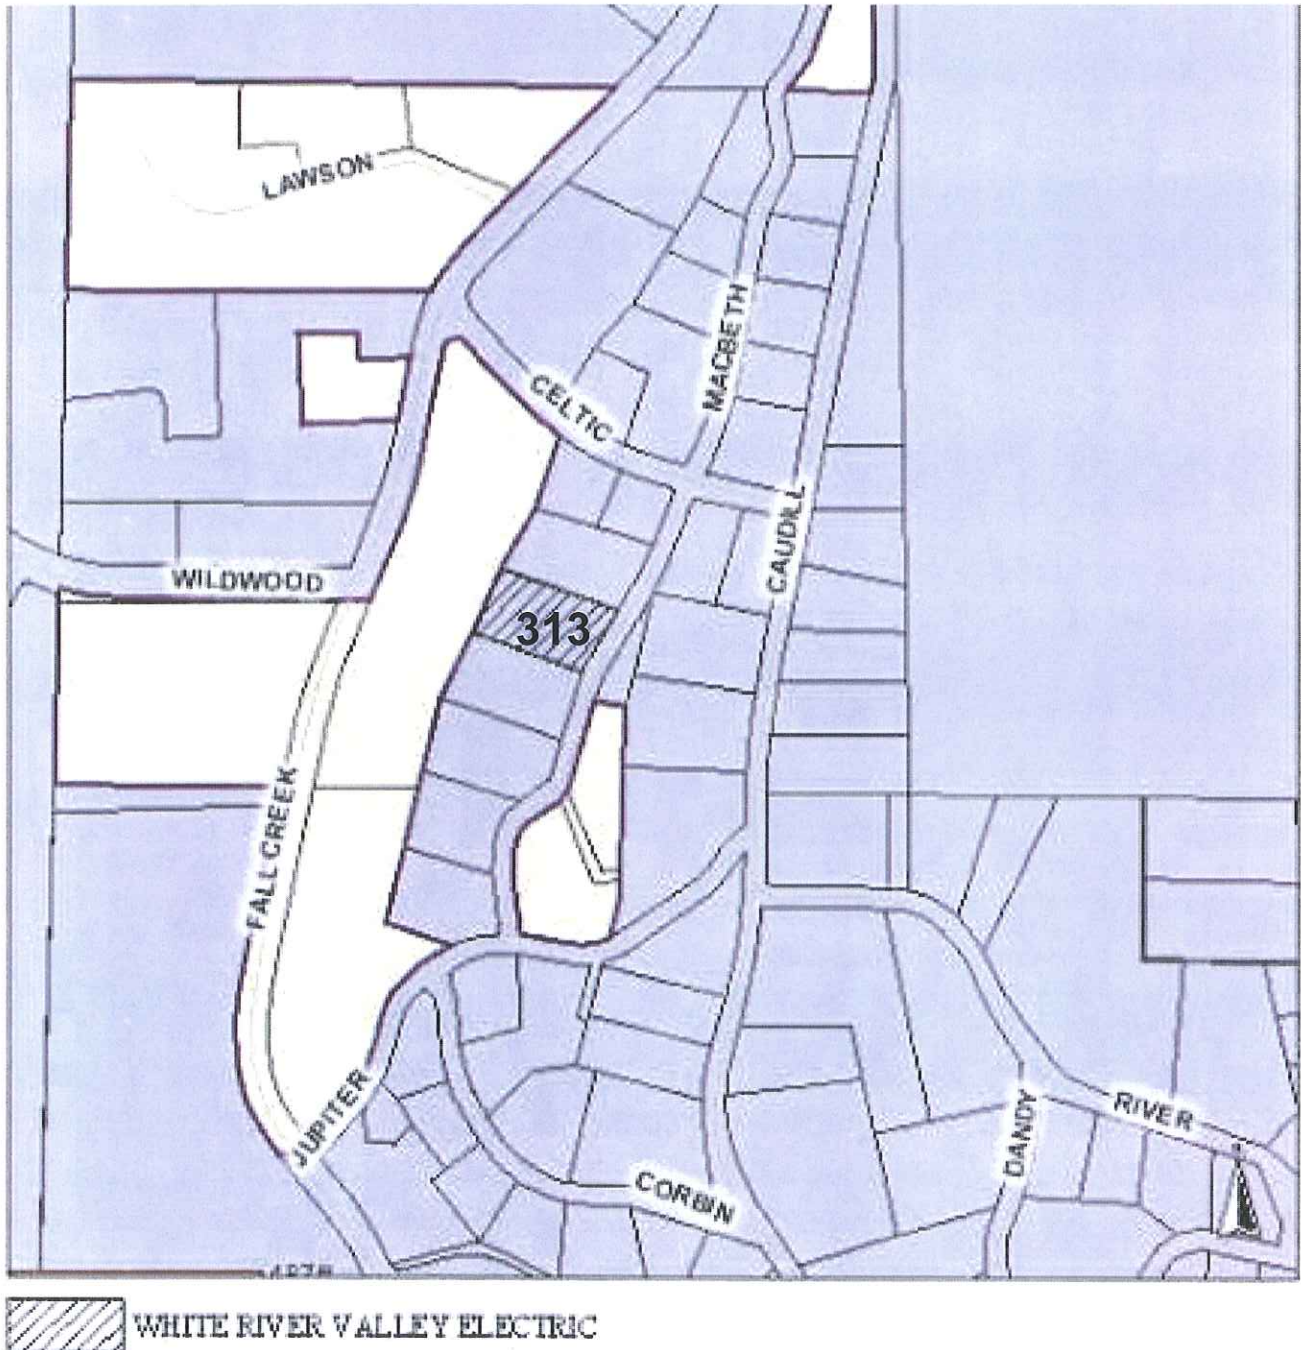 LAWSON
MACBETH
CELTIC
CAUDILL
WILDWOOD
313
FALL CREEK
JUPITER
CORBIN
DANDY
RIVER
WHITE RIVER VALLEY ELECTRIC